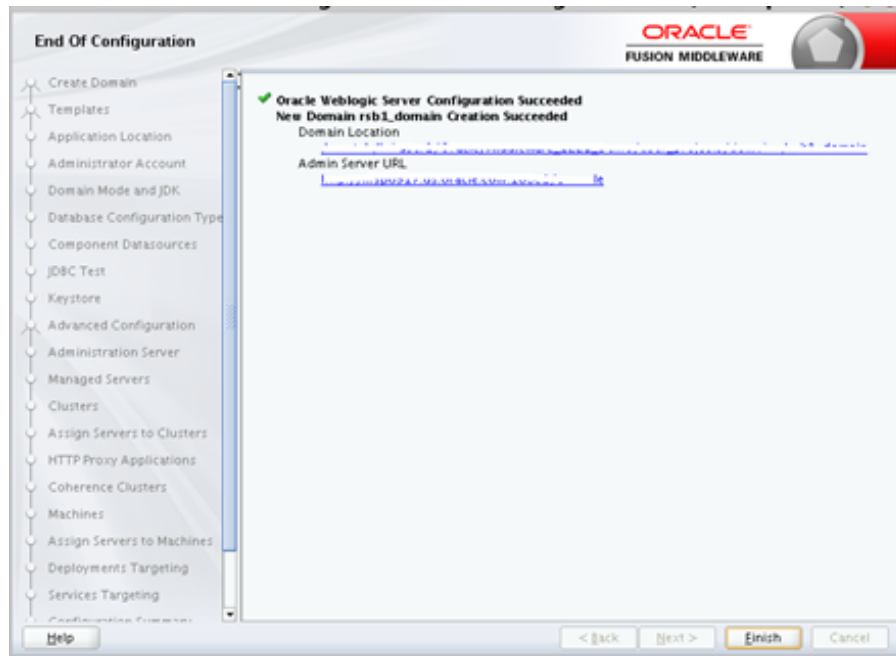 End Of Configuration
ORACLE
FUSION MIDDLEWARE
Create Domain
Templates
Application Location
Administrator Account
Domain Mode and JDK
Database Configuration Type
Component Datasources
JDBC Test
Keystore
Advanced Configuration
Administration Server
Managed Servers
Clusters
Assign Servers to Clusters
HTTP Proxy Applications
Coherence Clusters
Machines
Assign Servers to Machines
Deployments Targeting
Services Targeting
Oracle Weblogic Server Configuration Succeeded
New Domain rsb1_domain Creation Succeeded
Domain Location
Admin Server URL
Help
< Back
Next >
Finish
Cancel